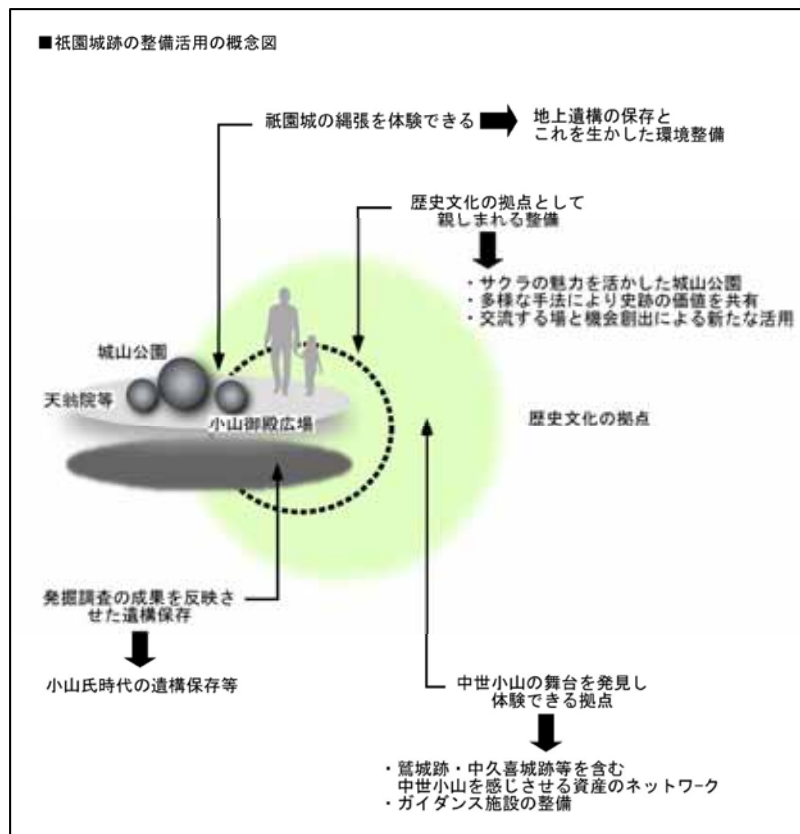 ■祇園城跡の整備活用の概念図
祇園城の縄張を体験できる
地上遺構の保存と
これを生かした環境整備
歴史文化の拠点として
親しまれる整備
・サクラの魅力を活かした城山公園
・多様な手法により史跡の価値を共有
・交流する場と機会創出による新たな活用
城山公園
天翁院等
小山御殿広場
歴史文化の拠点
発掘調査の成果を反映さ
せた遺構保存
小山氏時代の遺構保存等
中世小山の舞台を発見し
体験できる拠点
・鷲城跡・中久喜城跡等を含む
中世小山を感じさせる資産のネットワーク
・ガイダンス施設の整備